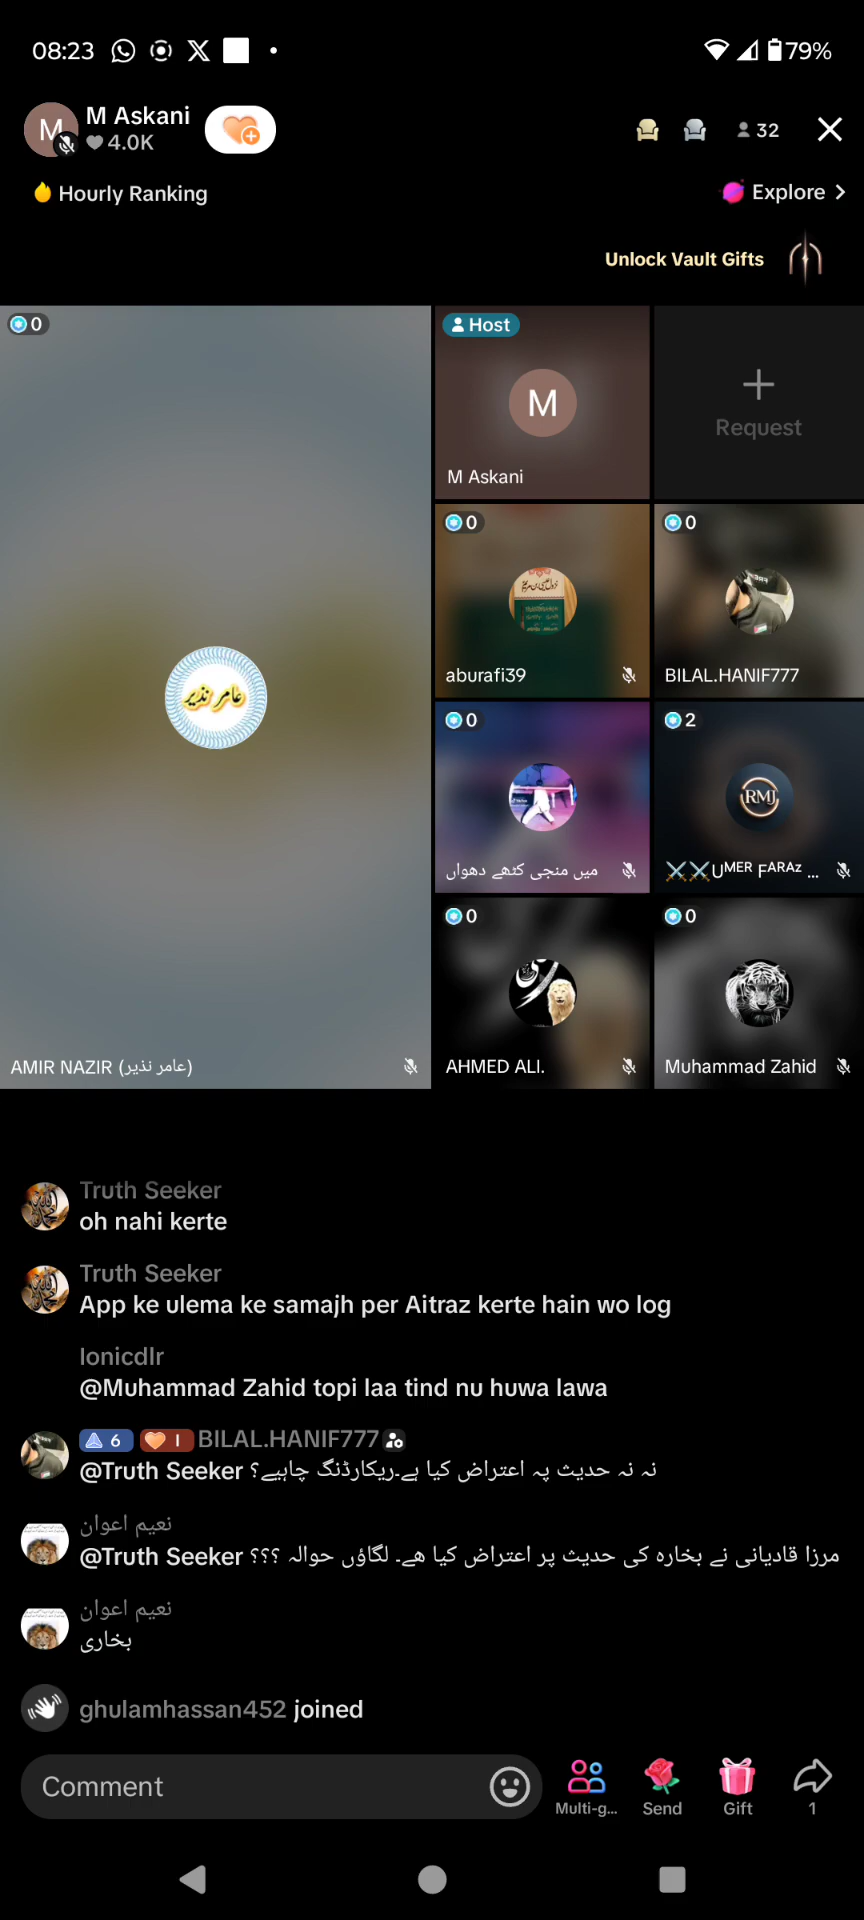 08:23
79%
M Askani
4.0K
32
Hourly Ranking
Explore
Unlock Vault Gifts
0
Host
M
M Askani
Request
0
aburafi39
0
BILAL.HANIF777
عامر نذیر
AMIR NAZIR (عامر نذیر)
0
میں منجی کٹھے دھواں
2
RMJ
⚔️⚔️Uᴹᴱᴿ Fᴬᴿᴬᶻ ...
0
AHMED ALI.
0
Muhammad Zahid
Truth Seeker
oh nahi kerte
Truth Seeker
App ke ulema ke samajh per Aitraz kerte hain wo log
lonicdlr
@Muhammad Zahid topi laa tind nu huwa lawa
6 I BILAL.HANIF777
@Truth Seeker نہ نہ حدیث پہ اعتراض کیا ہے۔ریکارڈنگ چاہیے؟
نعیم اعوان
@Truth Seeker مرزا قادیانی نے بخارہ کی حدیث پر اعتراض کیا ھے۔ لگاؤں حوالہ ؟؟؟
نعیم اعوان
بخاری
ghulamhassan452 joined
Comment
Multi-g...
Send
Gift
1